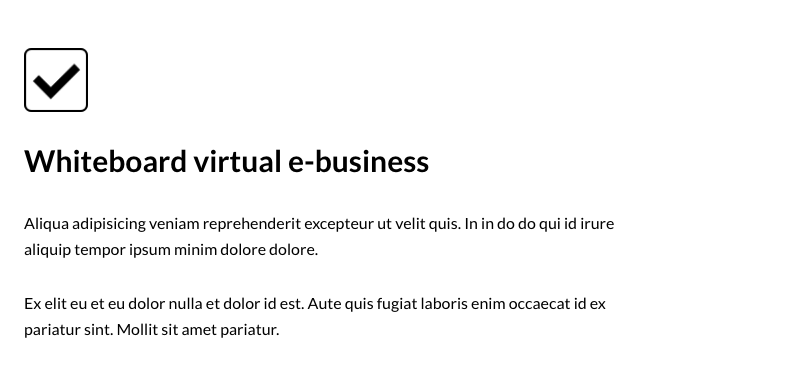 Whiteboard virtual e-business
Aliqua adipisicing veniam reprehenderit excepteur ut velit quis. In in do do qui id irure
aliquip tempor ipsum minim dolore dolore.
Ex elit eu et eu dolor nulla et dolor id est. Aute quis fugiat laboris enim occaecat id ex
pariatur sint. Mollit sit amet pariatur.